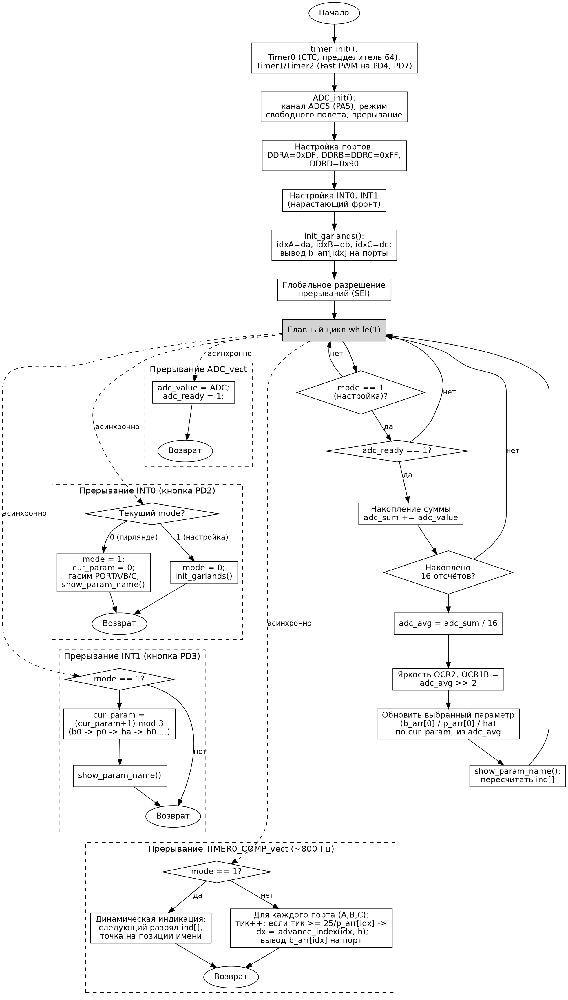 Начало
timer_init():
Timer0 (CTC, предделитель 64),
Timer1/Timer2 (Fast PWM на PD4, PD7)
ADC_init():
канал ADC5 (PA5), режим
свободного полёта, прерывание
Настройка портов:
DDRA=0xDF, DDRB=DDRC=0xFF,
DDRD=0x90
Настройка INT0, INT1
(нарастающий фронт)
init_garlands():
idxA=da, idxB=db, idxC=dc;
вывод b_arr[idx] на порты
Глобальное разрешение
прерываний (SEI)
Главный цикл while(1)
асинхронно
нет
Прерывание ADC_vect
adc_value = ADC;
adc_ready = 1;
Возврат
mode == 1
(настройка)?
нет
да
асинхронно
adc_ready == 1?
нет
да
Прерывание INT0 (кнопка PD2)
Текущий mode?
0 (гирлянда)
1 (настройка)
mode = 1;
cur_param = 0;
гасим PORTA/B/C;
show_param_name()
mode = 0;
init_garlands()
Возврат
асинхронно
Накопление суммы
adc_sum += adc_value
Накоплено
16 отсчётов?
adc_avg = adc_sum / 16
асинхронно
Яркость OCR2, OCR1B =
adc_avg >> 2
Обновить выбранный параметр
(b_arr[0] / p_arr[0] / ha)
по cur_param, из adc_avg
show_param_name():
пересчитать ind[]
Прерывание INT1 (кнопка PD3)
mode == 1?
cur_param =
(cur_param+1) mod 3
(b0 -> p0 -> ha -> b0 ...)
нет
show_param_name()
Возврат
Прерывание TIMER0_COMP_vect (~800 Гц)
mode == 1?
да
нет
Динамическая индикация:
следующий разряд ind[],
точка на позиции имени
Для каждого порта (A,B,C):
тик++; если тик >= 25/p_arr[idx] ->
idx = advance_index(idx, h);
вывод b_arr[idx] на порт
Возврат